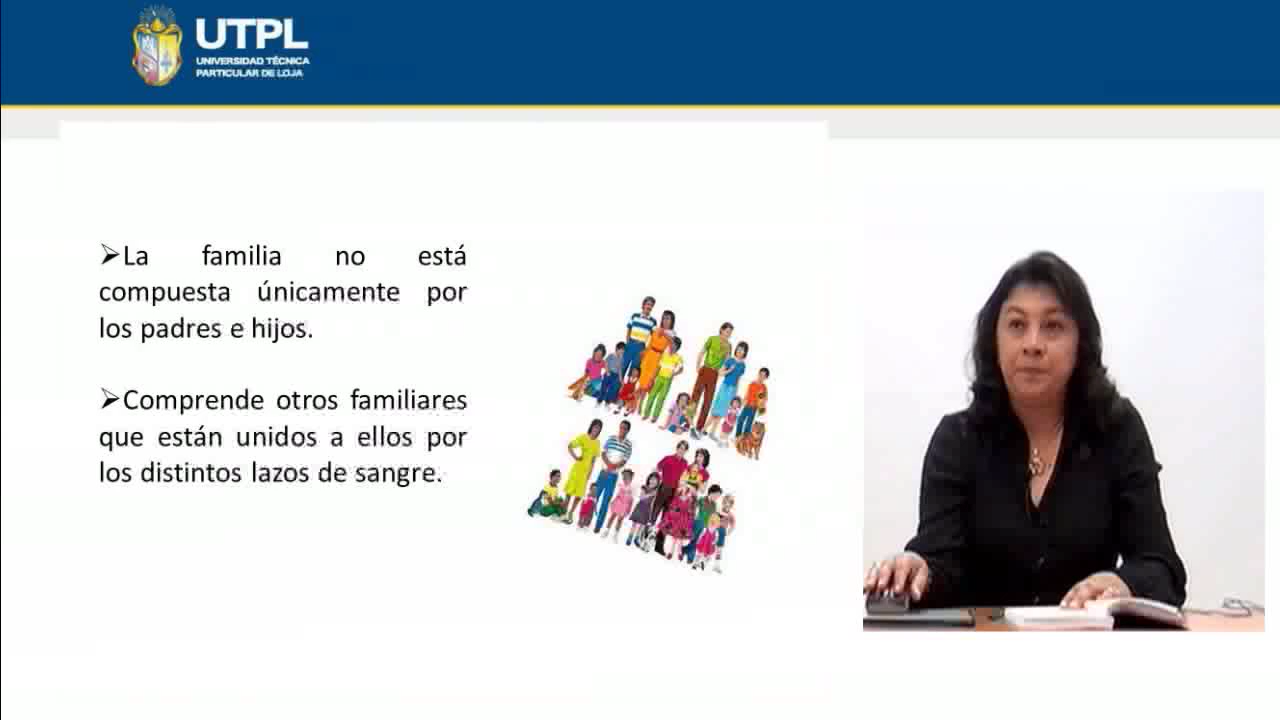 UTPL
UNIVERSIDAD TÉCNICA
PARTICULAR DE LOJA
➢La familia no está
compuesta únicamente por
los padres e hijos.
➢Comprende otros familiares
que están unidos a ellos por
los distintos lazos de sangre.